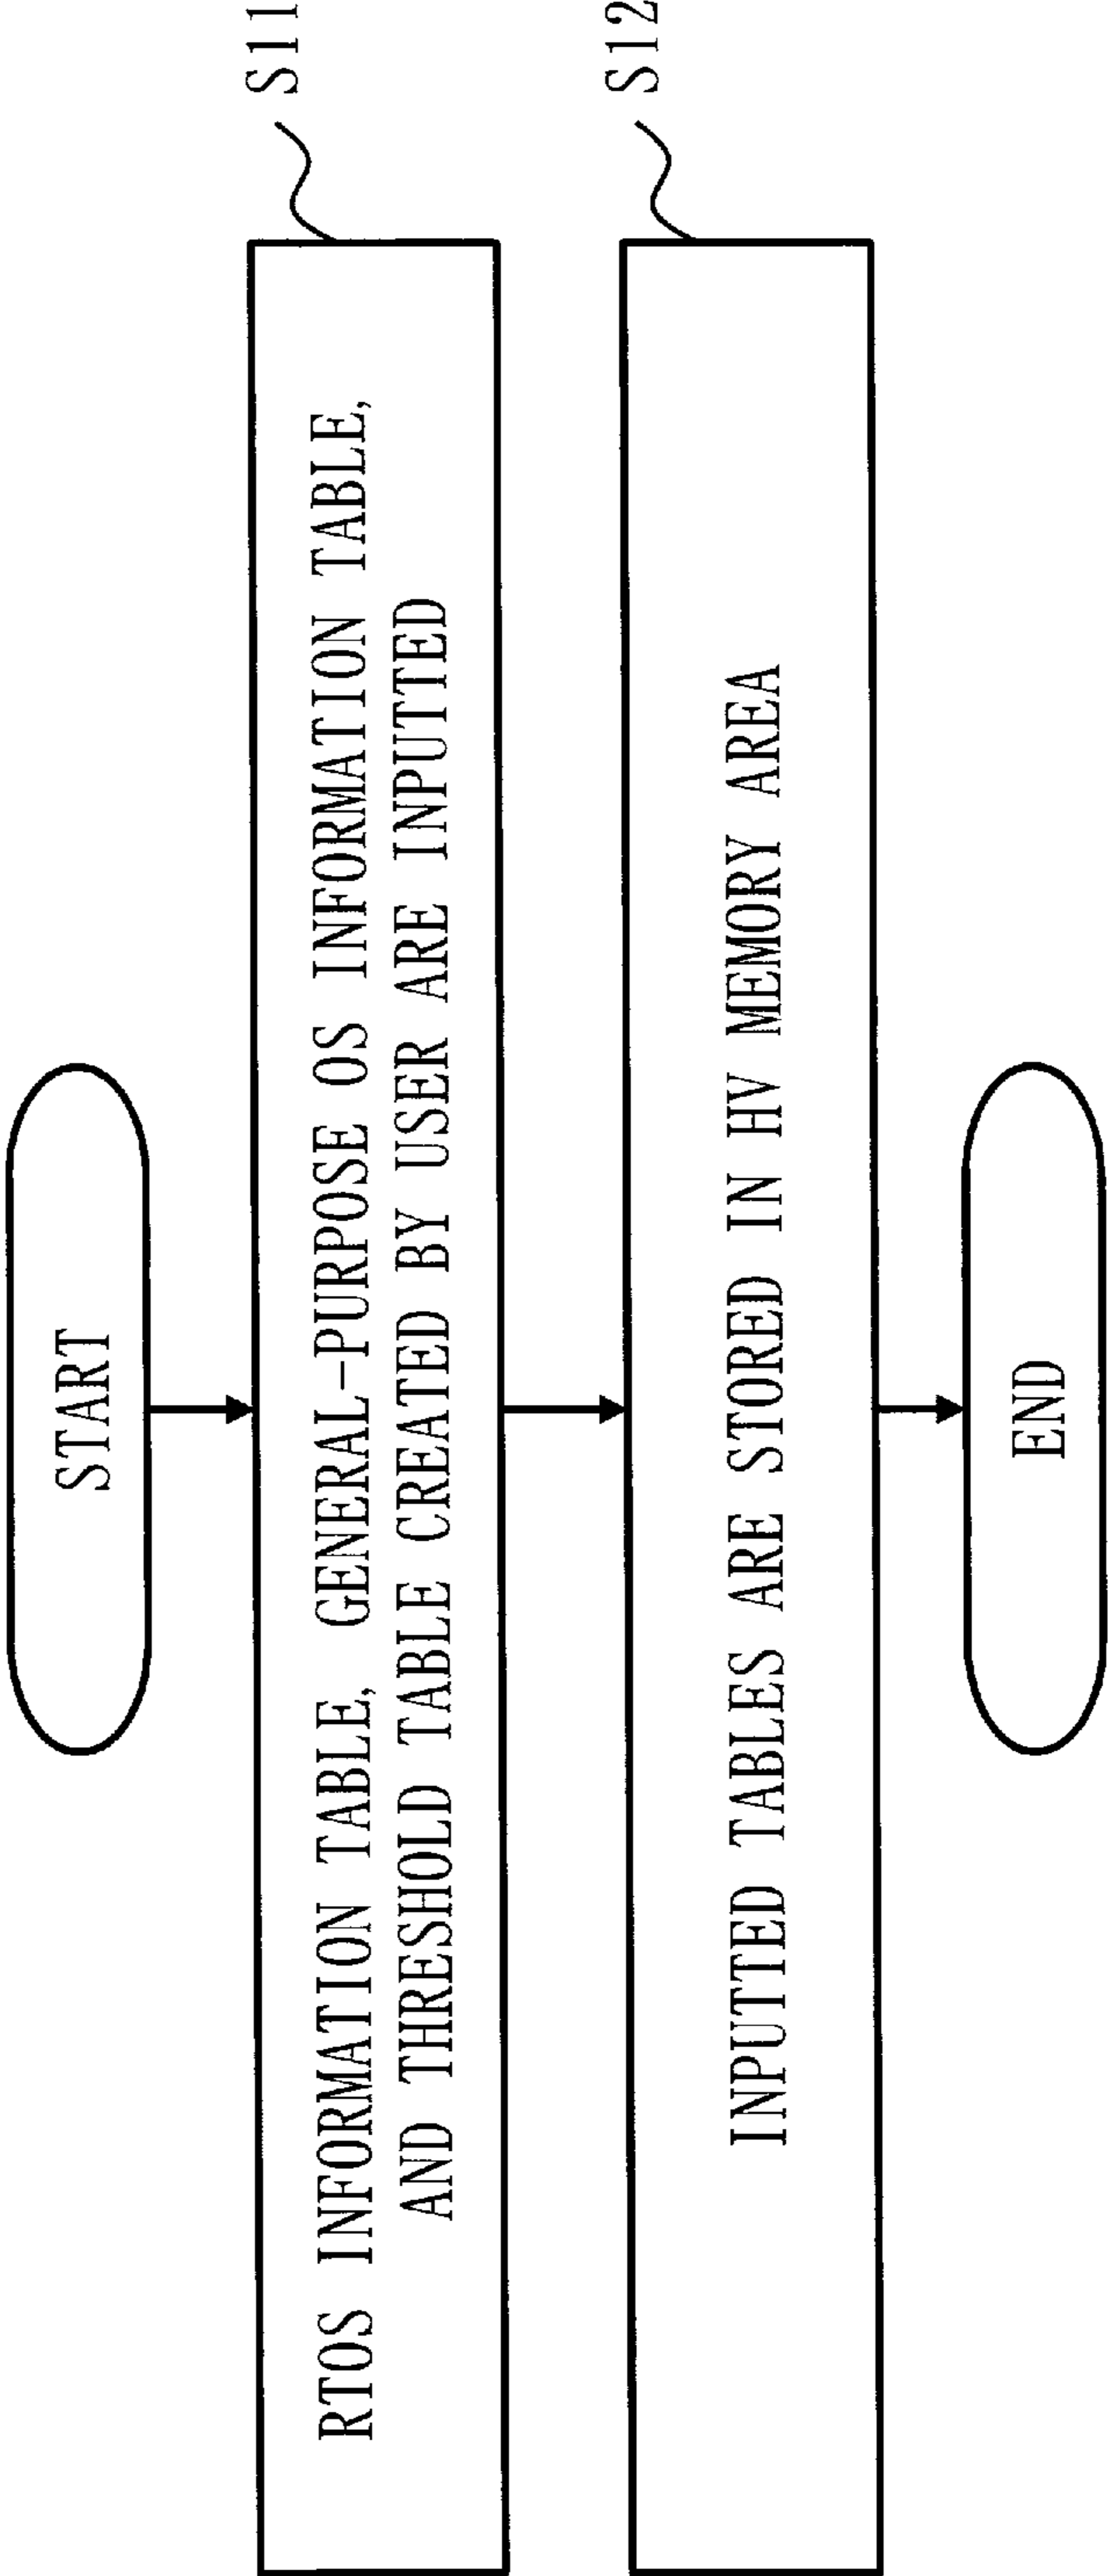 START
RTOS INFORMATION TABLE, GENERAL-PURPOSE OS INFORMATION TABLE,
AND THRESHOLD TABLE CREATED BY USER ARE INPUTTED
S11
INPUTTED TABLES ARE STORED IN HV MEMORY AREA
S12
END